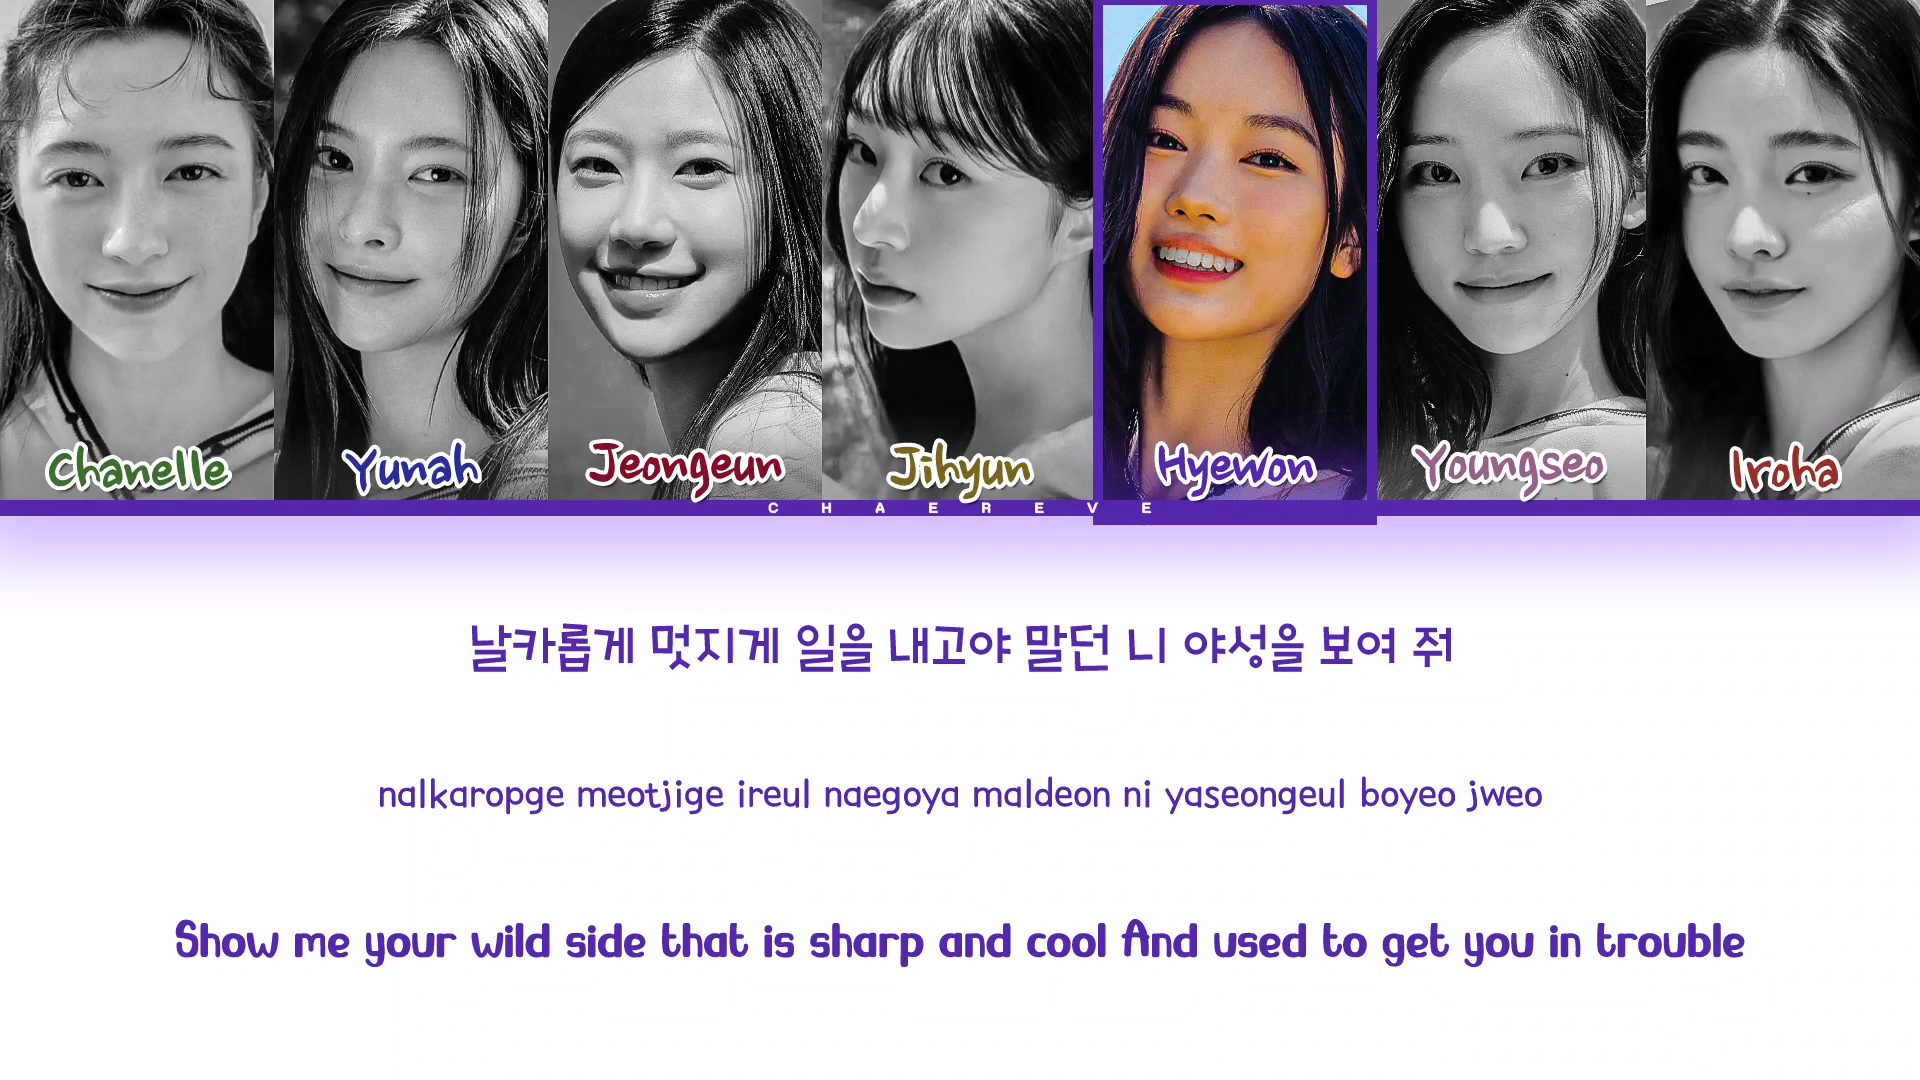 Chanelle Yunah Jeongeun Jihyun Hyewon Youngseo Iroha
CHAEREVE
날카롭게 멋지게 일을 내고야 말던 니 야성을 보여 줘
nalkaropge meotjige ireul naegoya maldeon ni yaseongeul boyeo jweo
Show me your wild side that is sharp and cool And used to get you in trouble